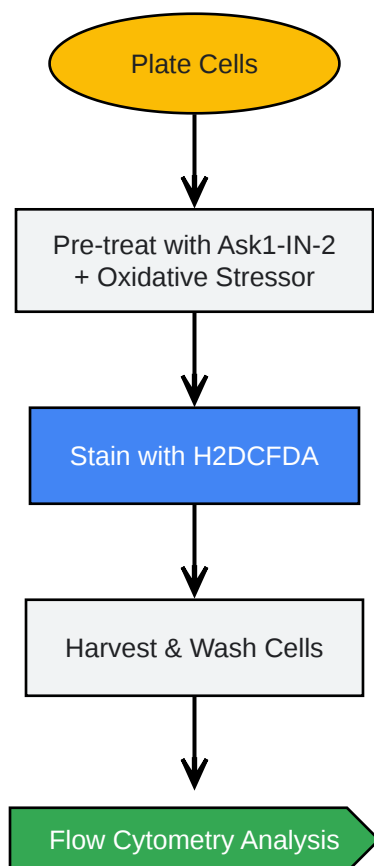 Plate Cells
Pre-treat with Ask1-IN-2
+ Oxidative Stressor
Stain with H2DCFDA
Harvest & Wash Cells
Flow Cytometry Analysis